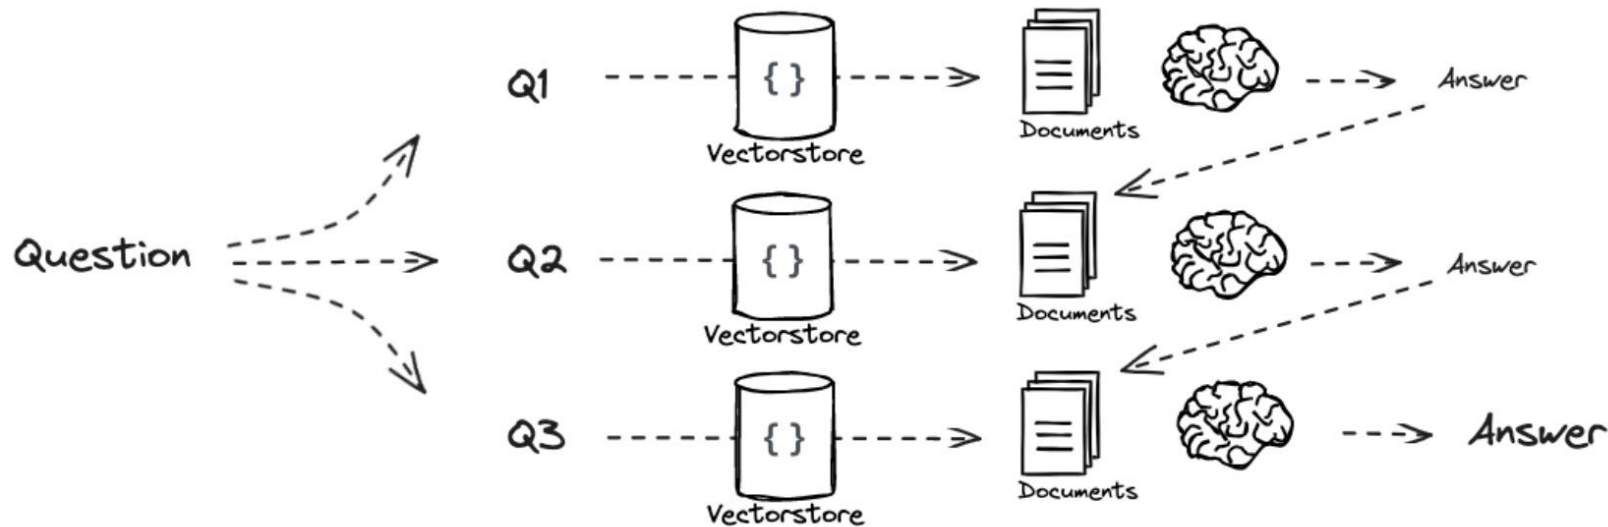 Q1
{ }
Vectorstore
Documents
Answer
Question
Q2
{ }
Vectorstore
Documents
Answer
Q3
{ }
Vectorstore
Documents
Answer